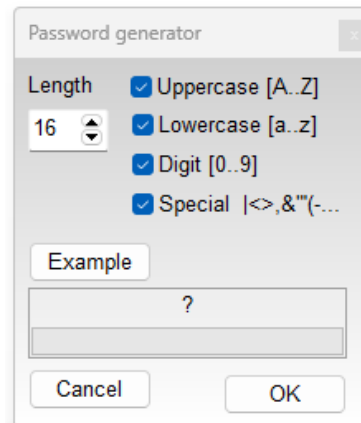 Password generator x
Length
Uppercase [A..Z]
16
Lowercase [a..z]
Digit [0..9]
Special |<>,&'"(-...
Example
?
Cancel
OK